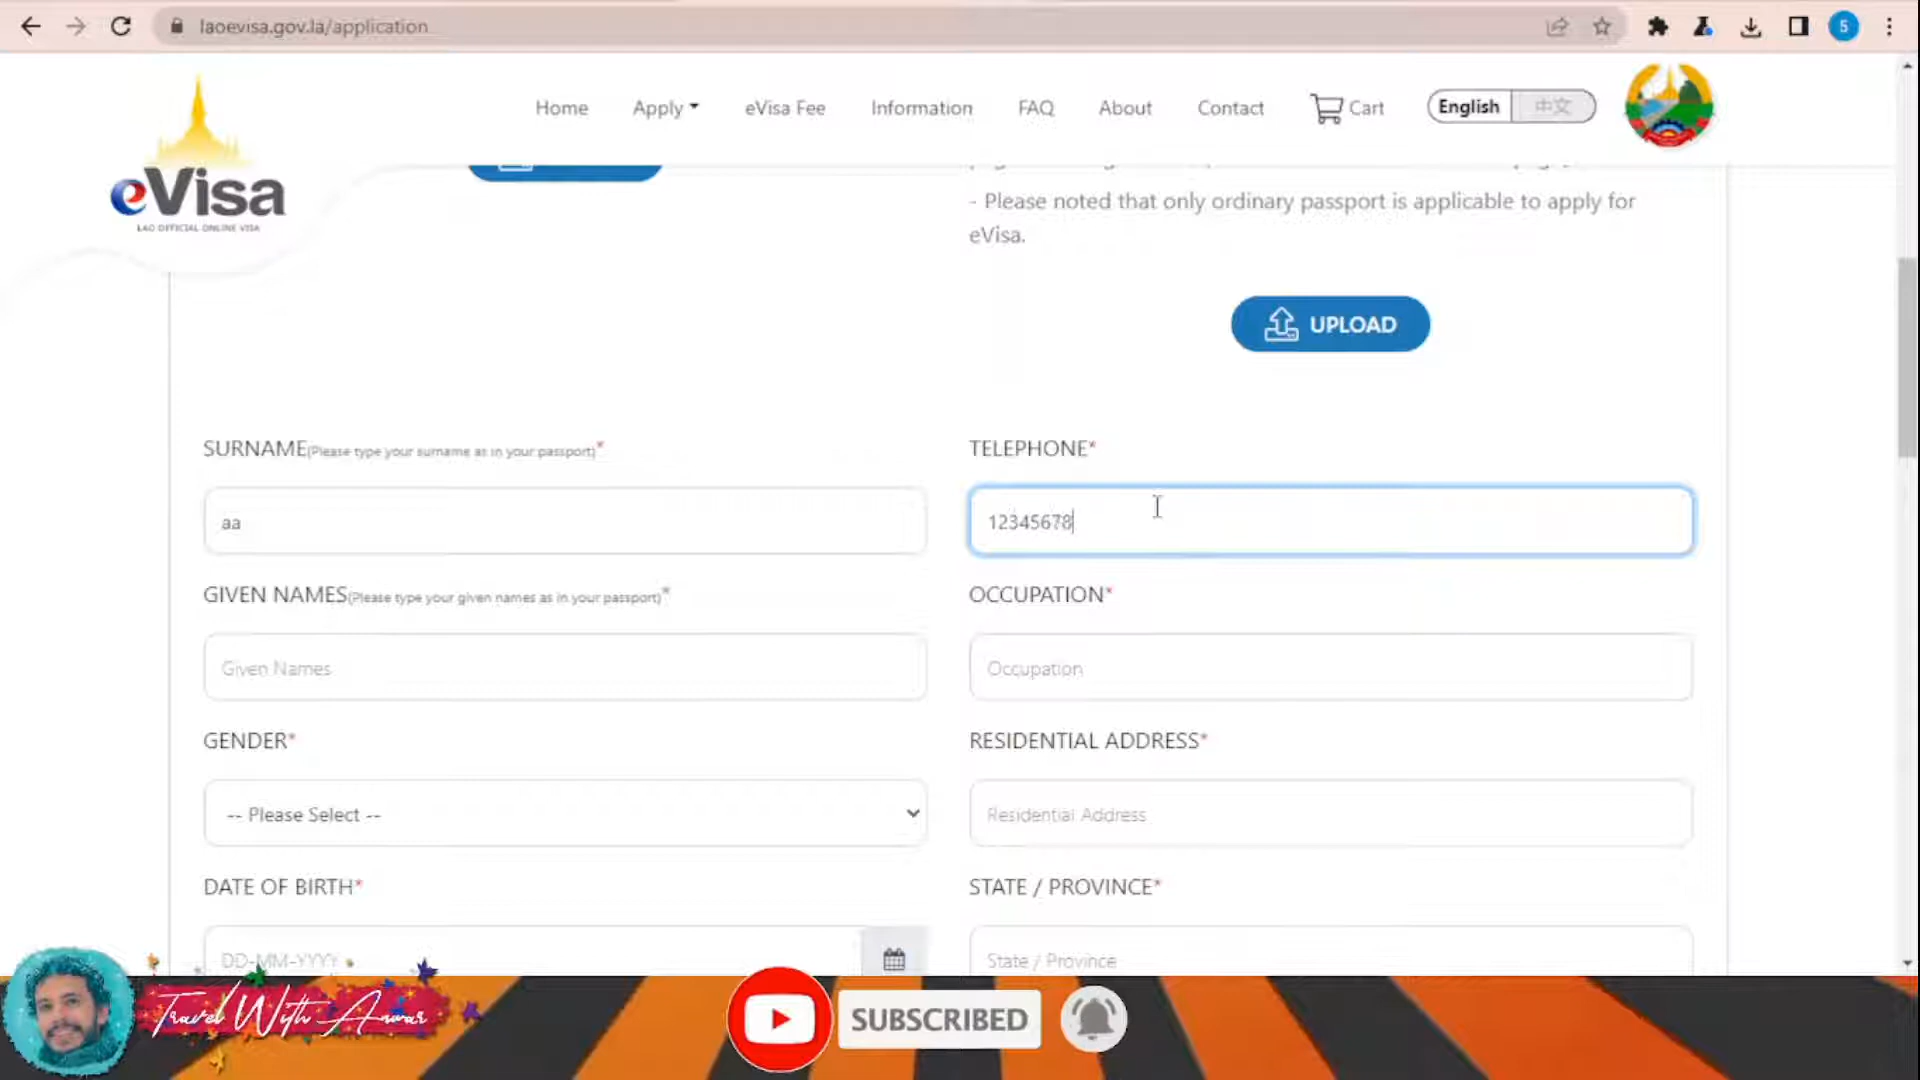 laoevisa.gov.la/application
5
Home
Apply
eVisa Fee
Information
FAQ
About
Contact
Cart
English
中文
eVisa
LAO OFFICIAL ONLINE VISA
- Please noted that only ordinary passport is applicable to apply for
eVisa.
UPLOAD
SURNAME(Please type your surname as in your passport)*
TELEPHONE*
aa
12345678
GIVEN NAMES(Please type your given names as in your passport)*
OCCUPATION*
Given Names
Occupation
GENDER*
RESIDENTIAL ADDRESS*
-- Please Select --
Residential Address
DATE OF BIRTH*
STATE / PROVINCE*
DD-MM-YYYY
State / Province
Travel With Anwar
SUBSCRIBED